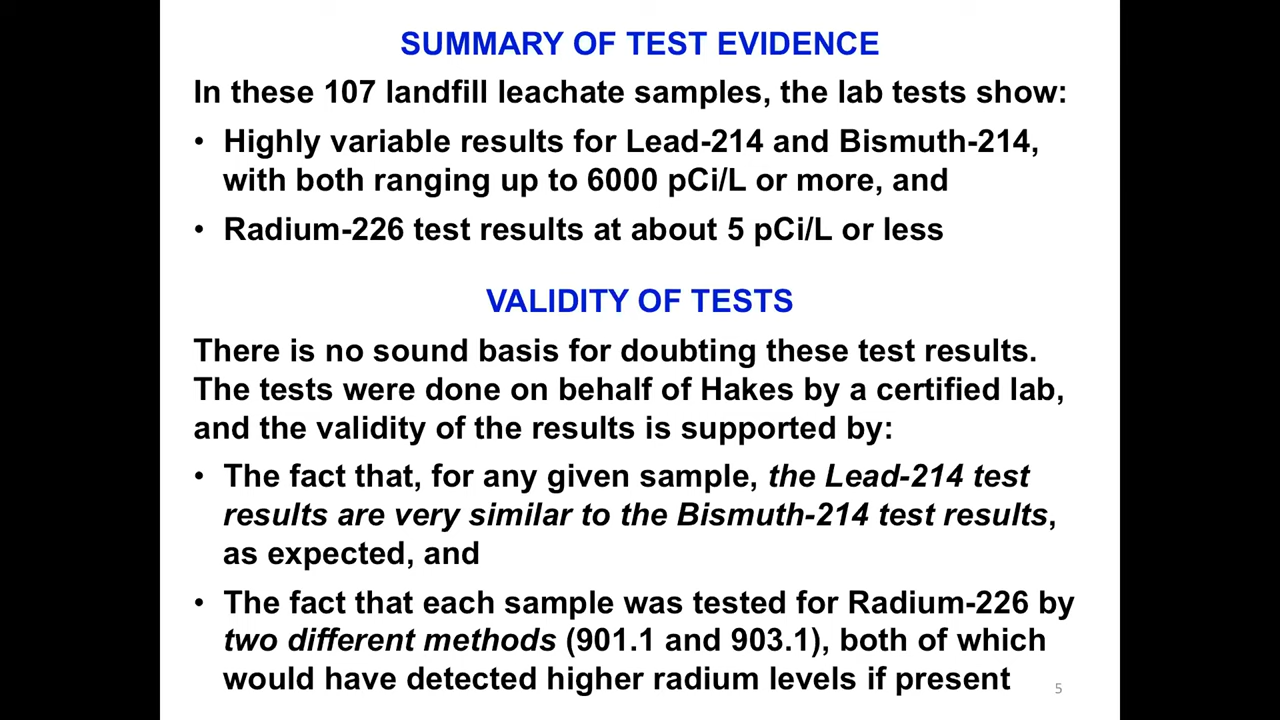 SUMMARY OF TEST EVIDENCE
In these 107 landfill leachate samples, the lab tests show:
• Highly variable results for Lead-214 and Bismuth-214,
with both ranging up to 6000 pCi/L or more, and
• Radium-226 test results at about 5 pCi/L or less
VALIDITY OF TESTS
There is no sound basis for doubting these test results.
The tests were done on behalf of Hakes by a certified lab,
and the validity of the results is supported by:
• The fact that, for any given sample, the Lead-214 test
results are very similar to the Bismuth-214 test results,
as expected, and
• The fact that each sample was tested for Radium-226 by
two different methods (901.1 and 903.1), both of which
would have detected higher radium levels if present
5